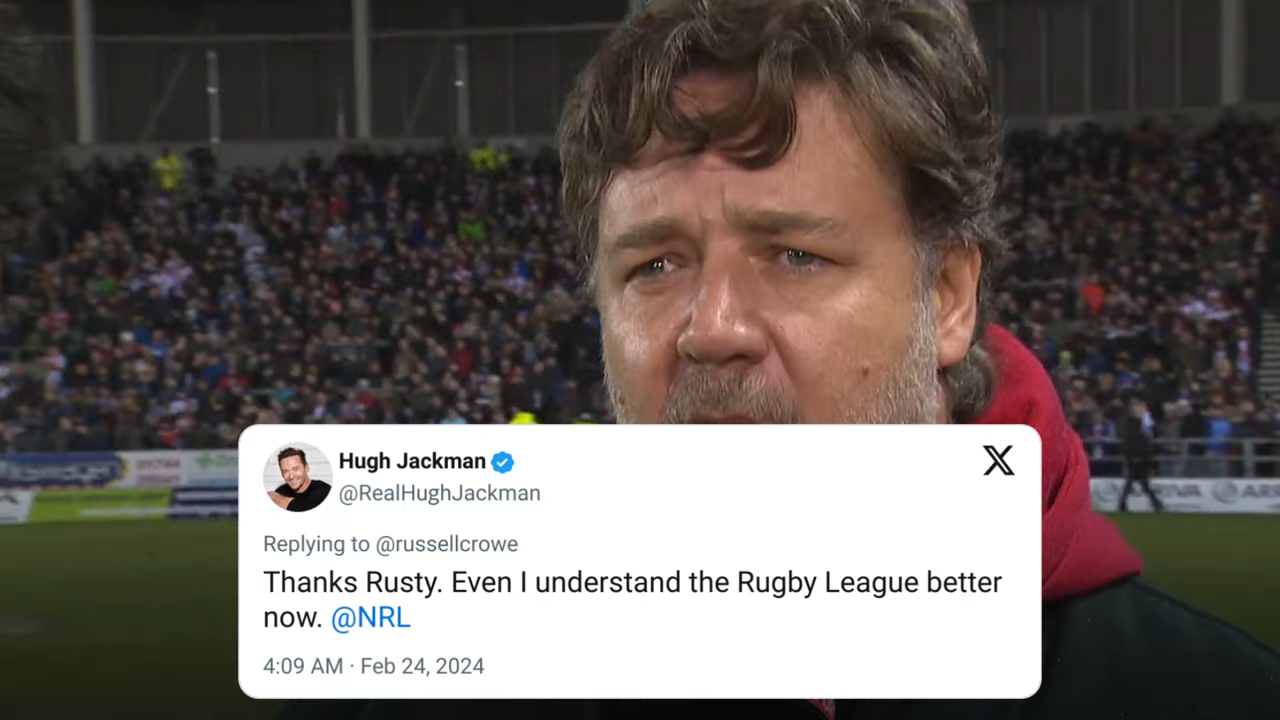 Hugh Jackman
@RealHughJackman
Replying to @russellcrowe
Thanks Rusty. Even I understand the Rugby League better
now. @NRL
4:09 AM · Feb 24, 2024